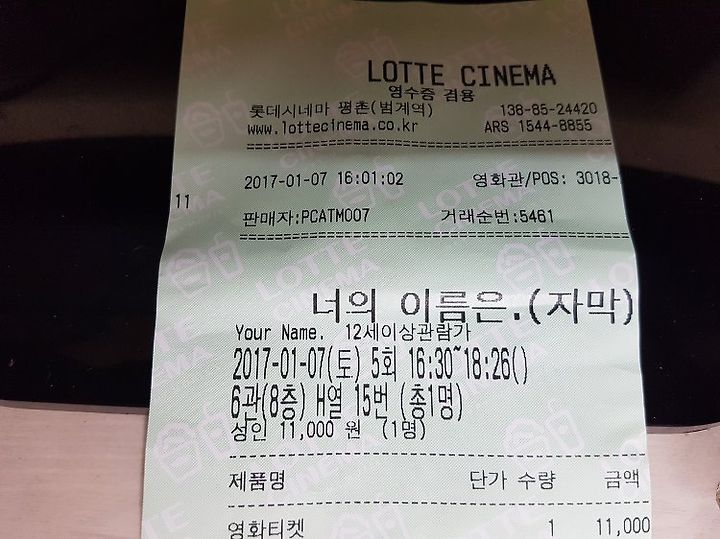 LOTTE CINEMA
영수증 겸용
롯데시네마 평촌(범계역) 138-85-24420
www.lottecinema.co.kr ARS 1544-8855
2017-01-07 16:01:02 영화관/POS: 3018-
11
판매자:PCATM007 거래순번:5461
너의 이름은.(자막)
Your Name. 12세이상관람가
2017-01-07(토) 5회 16:30~18:26()
6관(8층) H열 15번 (총1명)
성인 11,000 원 (1명)
제품명 단가 수량 금액
영화티켓 1 11,000